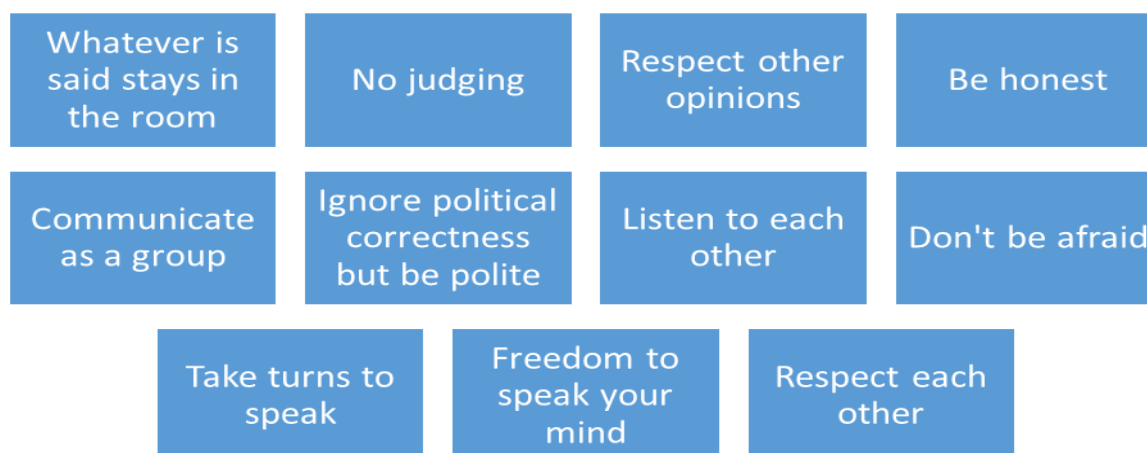 Whatever is
said stays in
the room
No judging
Respect other
opinions
Be honest
Communicate
as a group
Ignore political
correctness
but be polite
Listen to each
other
Don't be afraid
Take turns to
speak
Freedom to
speak your
mind
Respect each
other